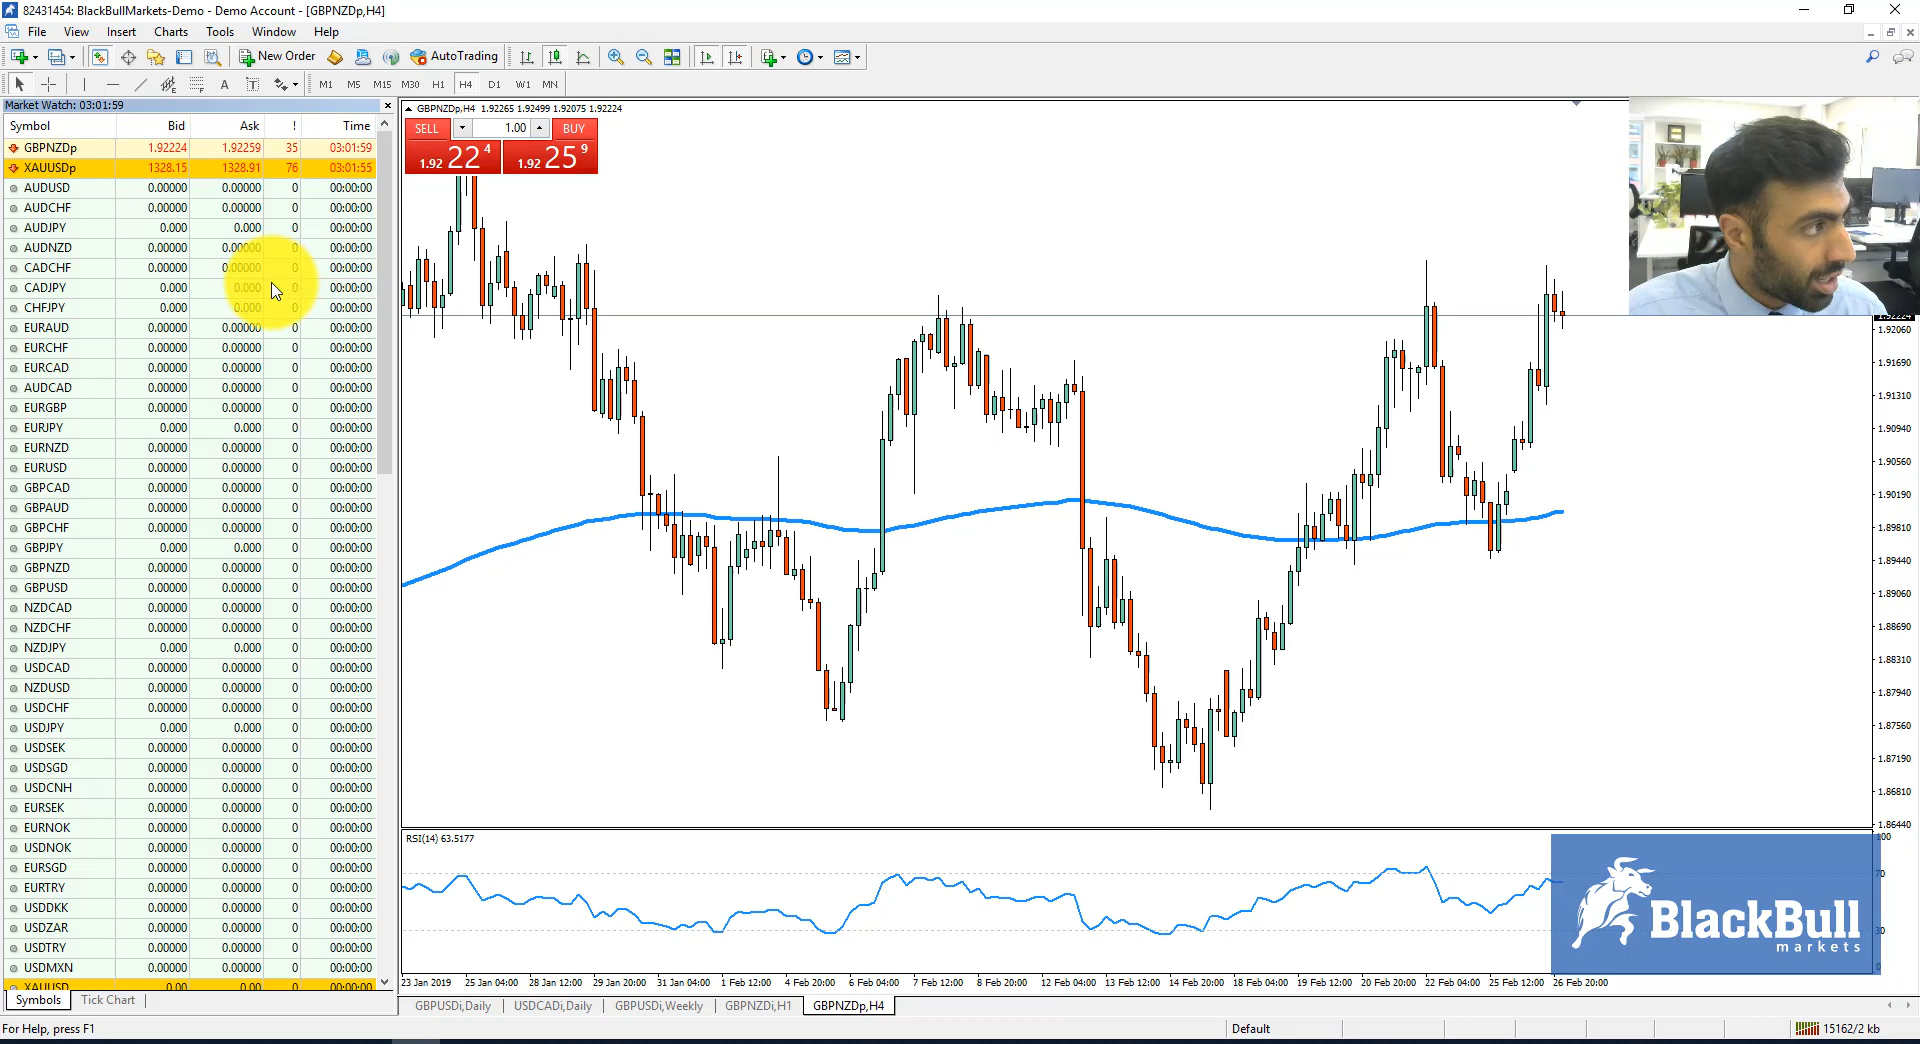 82431454: BlackBullMarkets-Demo - Demo Account - [GBPNZDp,H4]
File View Insert Charts Tools Window Help
New Order AutoTrading
A T M1 M5 M15 M30 H1 H4 D1 W1 MN
Market Watch: 03:01:59
Symbol Bid Ask ! Time
GBPNZDp 1.92224 1.92259 35 03:01:59
XAUUSDp 1328.15 1328.91 76 03:01:55
AUDUSD 0.00000 0.00000 0 00:00:00
AUDCHF 0.00000 0.00000 0 00:00:00
AUDJPY 0.000 0.000 0 00:00:00
AUDNZD 0.00000 0.00000 0 00:00:00
CADCHF 0.00000 0.00000 0 00:00:00
CADJPY 0.000 0.000 0 00:00:00
CHFJPY 0.000 0.000 0 00:00:00
EURAUD 0.00000 0.00000 0 00:00:00
EURCHF 0.00000 0.00000 0 00:00:00
EURCAD 0.00000 0.00000 0 00:00:00
AUDCAD 0.00000 0.00000 0 00:00:00
EURGBP 0.00000 0.00000 0 00:00:00
EURJPY 0.000 0.000 0 00:00:00
EURNZD 0.00000 0.00000 0 00:00:00
EURUSD 0.00000 0.00000 0 00:00:00
GBPCAD 0.00000 0.00000 0 00:00:00
GBPAUD 0.00000 0.00000 0 00:00:00
GBPCHF 0.00000 0.00000 0 00:00:00
GBPJPY 0.000 0.000 0 00:00:00
GBPNZD 0.00000 0.00000 0 00:00:00
GBPUSD 0.00000 0.00000 0 00:00:00
NZDCAD 0.00000 0.00000 0 00:00:00
NZDCHF 0.00000 0.00000 0 00:00:00
NZDJPY 0.000 0.000 0 00:00:00
USDCAD 0.00000 0.00000 0 00:00:00
NZDUSD 0.00000 0.00000 0 00:00:00
USDCHF 0.00000 0.00000 0 00:00:00
USDJPY 0.000 0.000 0 00:00:00
USDSEK 0.00000 0.00000 0 00:00:00
USDSGD 0.00000 0.00000 0 00:00:00
USDCNH 0.00000 0.00000 0 00:00:00
EURSEK 0.00000 0.00000 0 00:00:00
EURNOK 0.00000 0.00000 0 00:00:00
USDNOK 0.00000 0.00000 0 00:00:00
EURSGD 0.00000 0.00000 0 00:00:00
EURTRY 0.00000 0.00000 0 00:00:00
USDDKK 0.00000 0.00000 0 00:00:00
USDZAR 0.00000 0.00000 0 00:00:00
USDTRY 0.00000 0.00000 0 00:00:00
USDMXN 0.00000 0.00000 0 00:00:00
XAUUSD 0.00 0.00 0 00:00:00
Symbols Tick Chart
GBPNZDp,H4 1.92265 1.92499 1.92075 1.92224
SELL 1.00 BUY
1.92 22 4 1.92 25 9
1.92224
1.92060
1.91690
1.91310
1.90940
1.90560
1.90190
1.89810
1.89440
1.89060
1.88690
1.88310
1.87940
1.87560
1.87190
1.86810
1.86440
RSI(14) 63.5177
100
70
30
0
BlackBull
markets
23 Jan 2019 25 Jan 04:00 28 Jan 12:00 29 Jan 20:00 31 Jan 04:00 1 Feb 12:00 4 Feb 20:00 6 Feb 04:00 7 Feb 12:00 8 Feb 20:00 12 Feb 04:00 13 Feb 12:00 14 Feb 20:00 18 Feb 04:00 19 Feb 12:00 20 Feb 20:00 22 Feb 04:00 25 Feb 12:00 26 Feb 20:00
GBPUSDi,Daily USDCADi,Daily GBPUSDi,Weekly GBPNZDi,H1 GBPNZDp,H4
For Help, press F1 Default 15162/2 kb